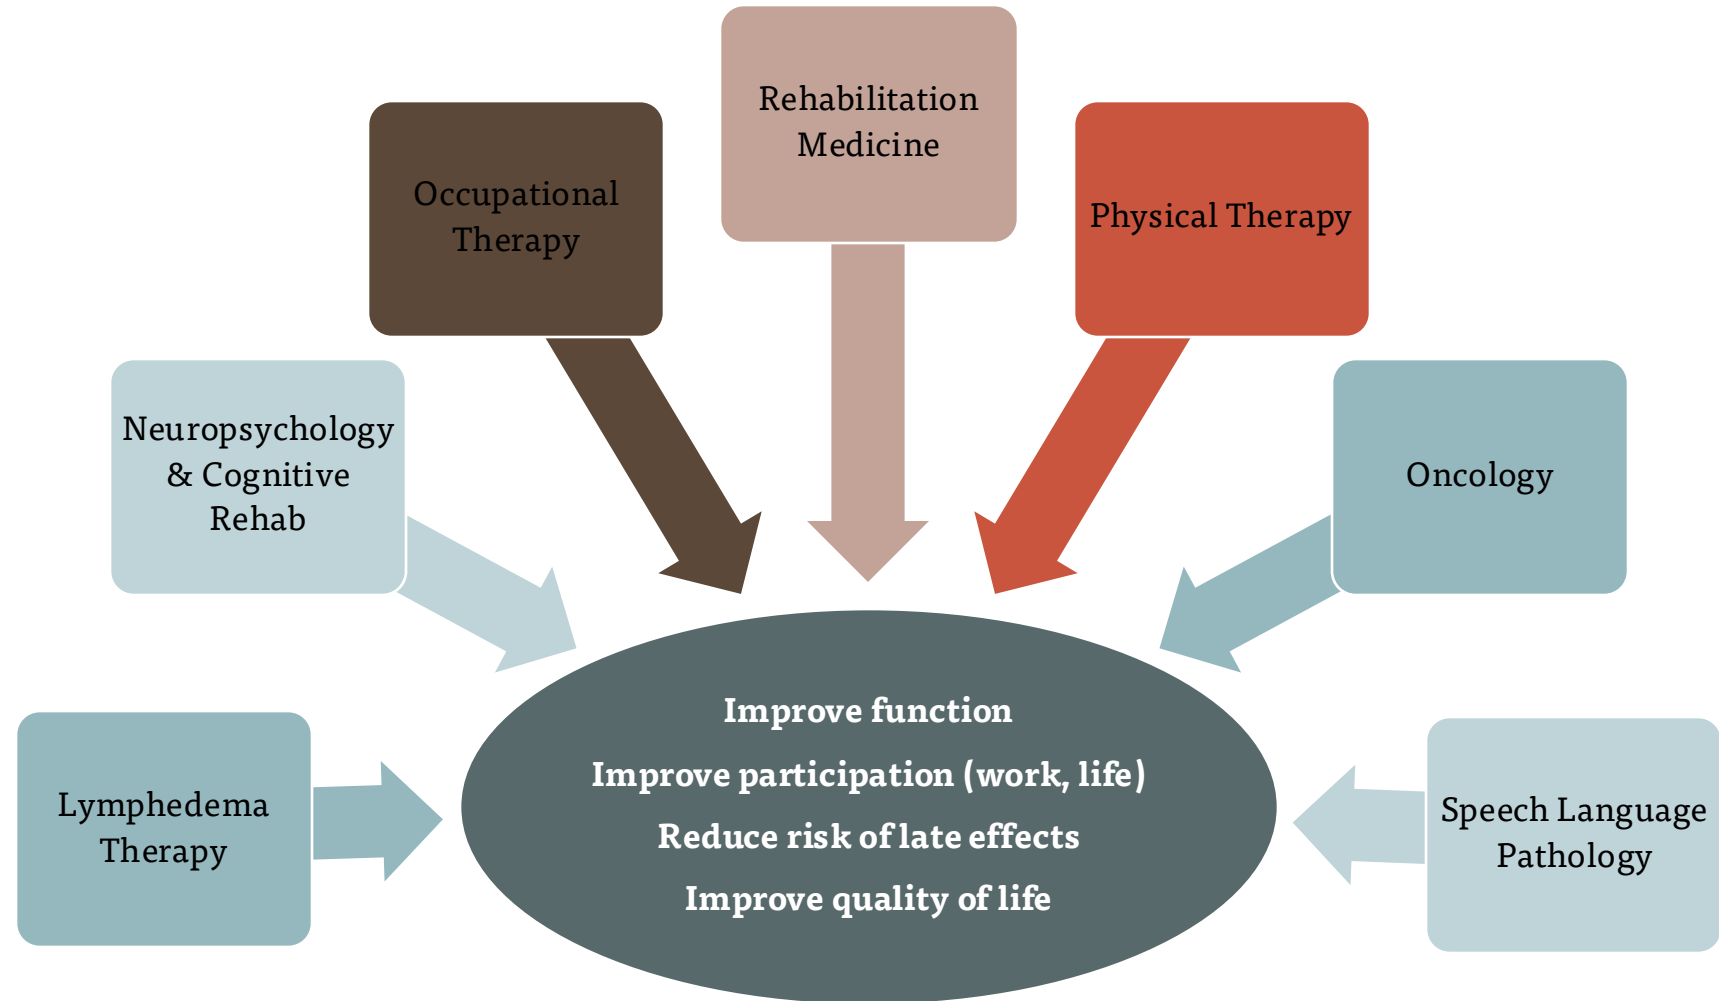 Rehabilitation
Medicine
Occupational
Therapy
Physical Therapy
Neuropsychology
& Cognitive
Rehab
Oncology
Lymphedema
Therapy
Improve function
Improve participation (work, life)
Reduce risk of late effects
Improve quality of life
Speech Language
Pathology